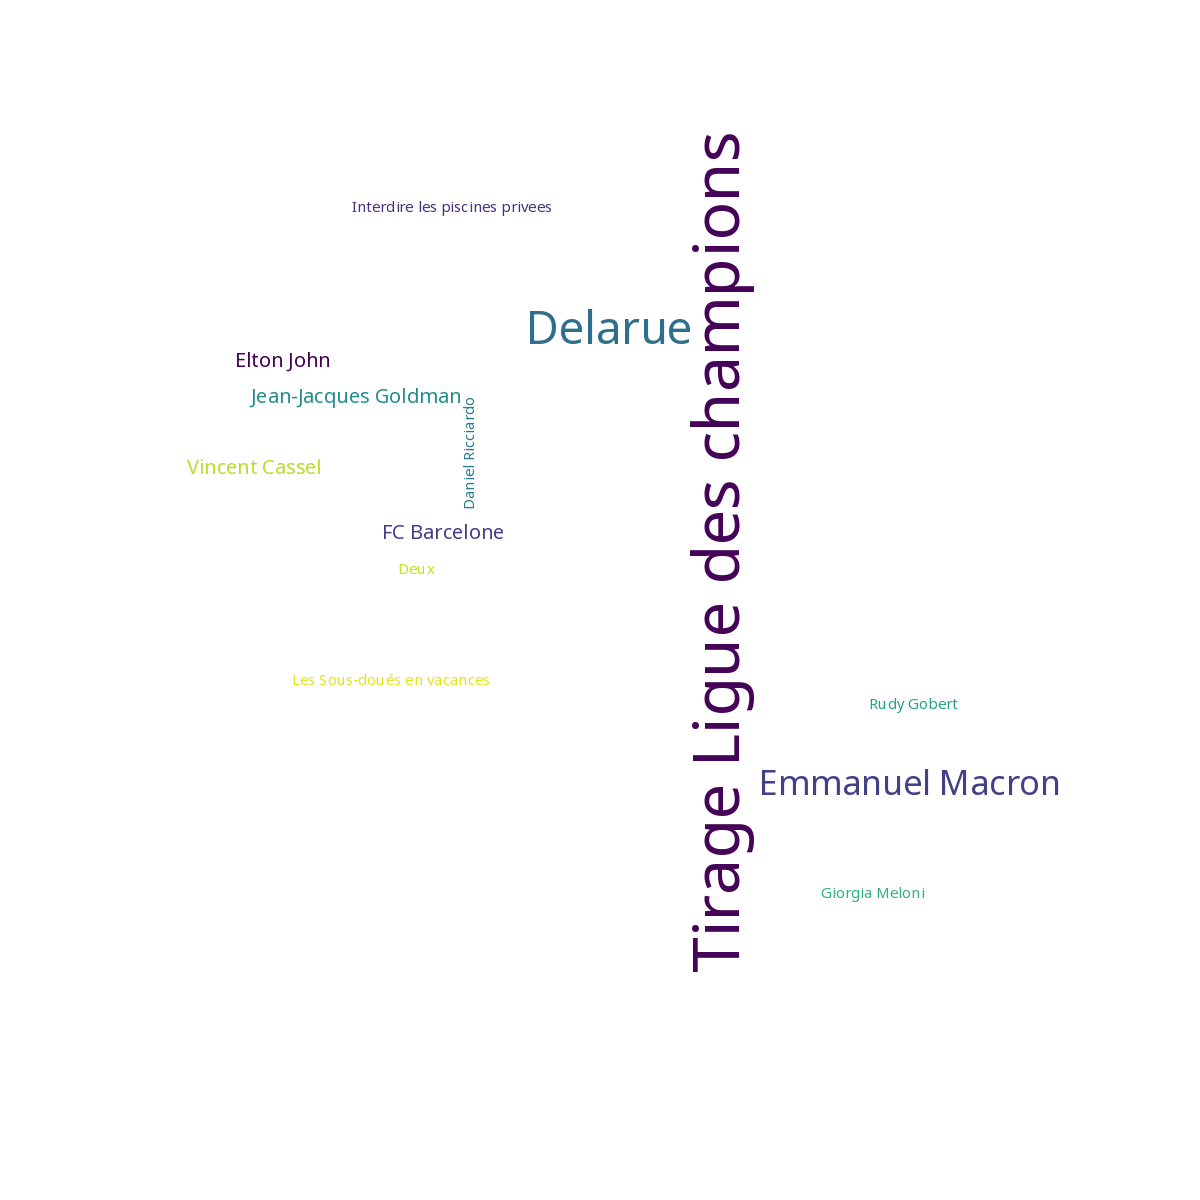 Interdire les piscines privees
Delarue
Elton John
Jean-Jacques Goldman
Daniel Ricciardo
Vincent Cassel
FC Barcelone
Deux
Les Sous-doués en vacances
Tirage Ligue des champions
Rudy Gobert
Emmanuel Macron
Giorgia Meloni